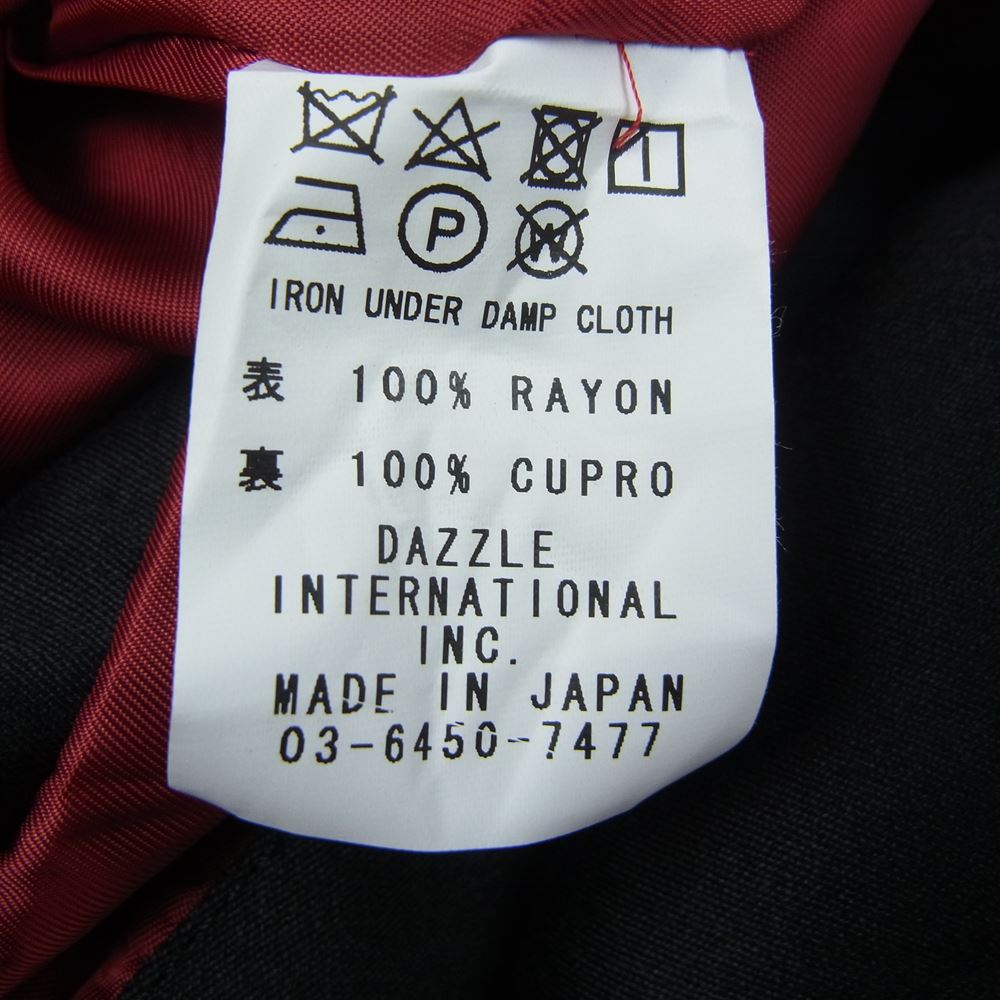 P W
IRON UNDER DAMP CLOTH
表 100% RAYON
裏 100% CUPRO
DAZZLE
INTERNATIONAL
INC.
MADE IN JAPAN
03-6450-7477